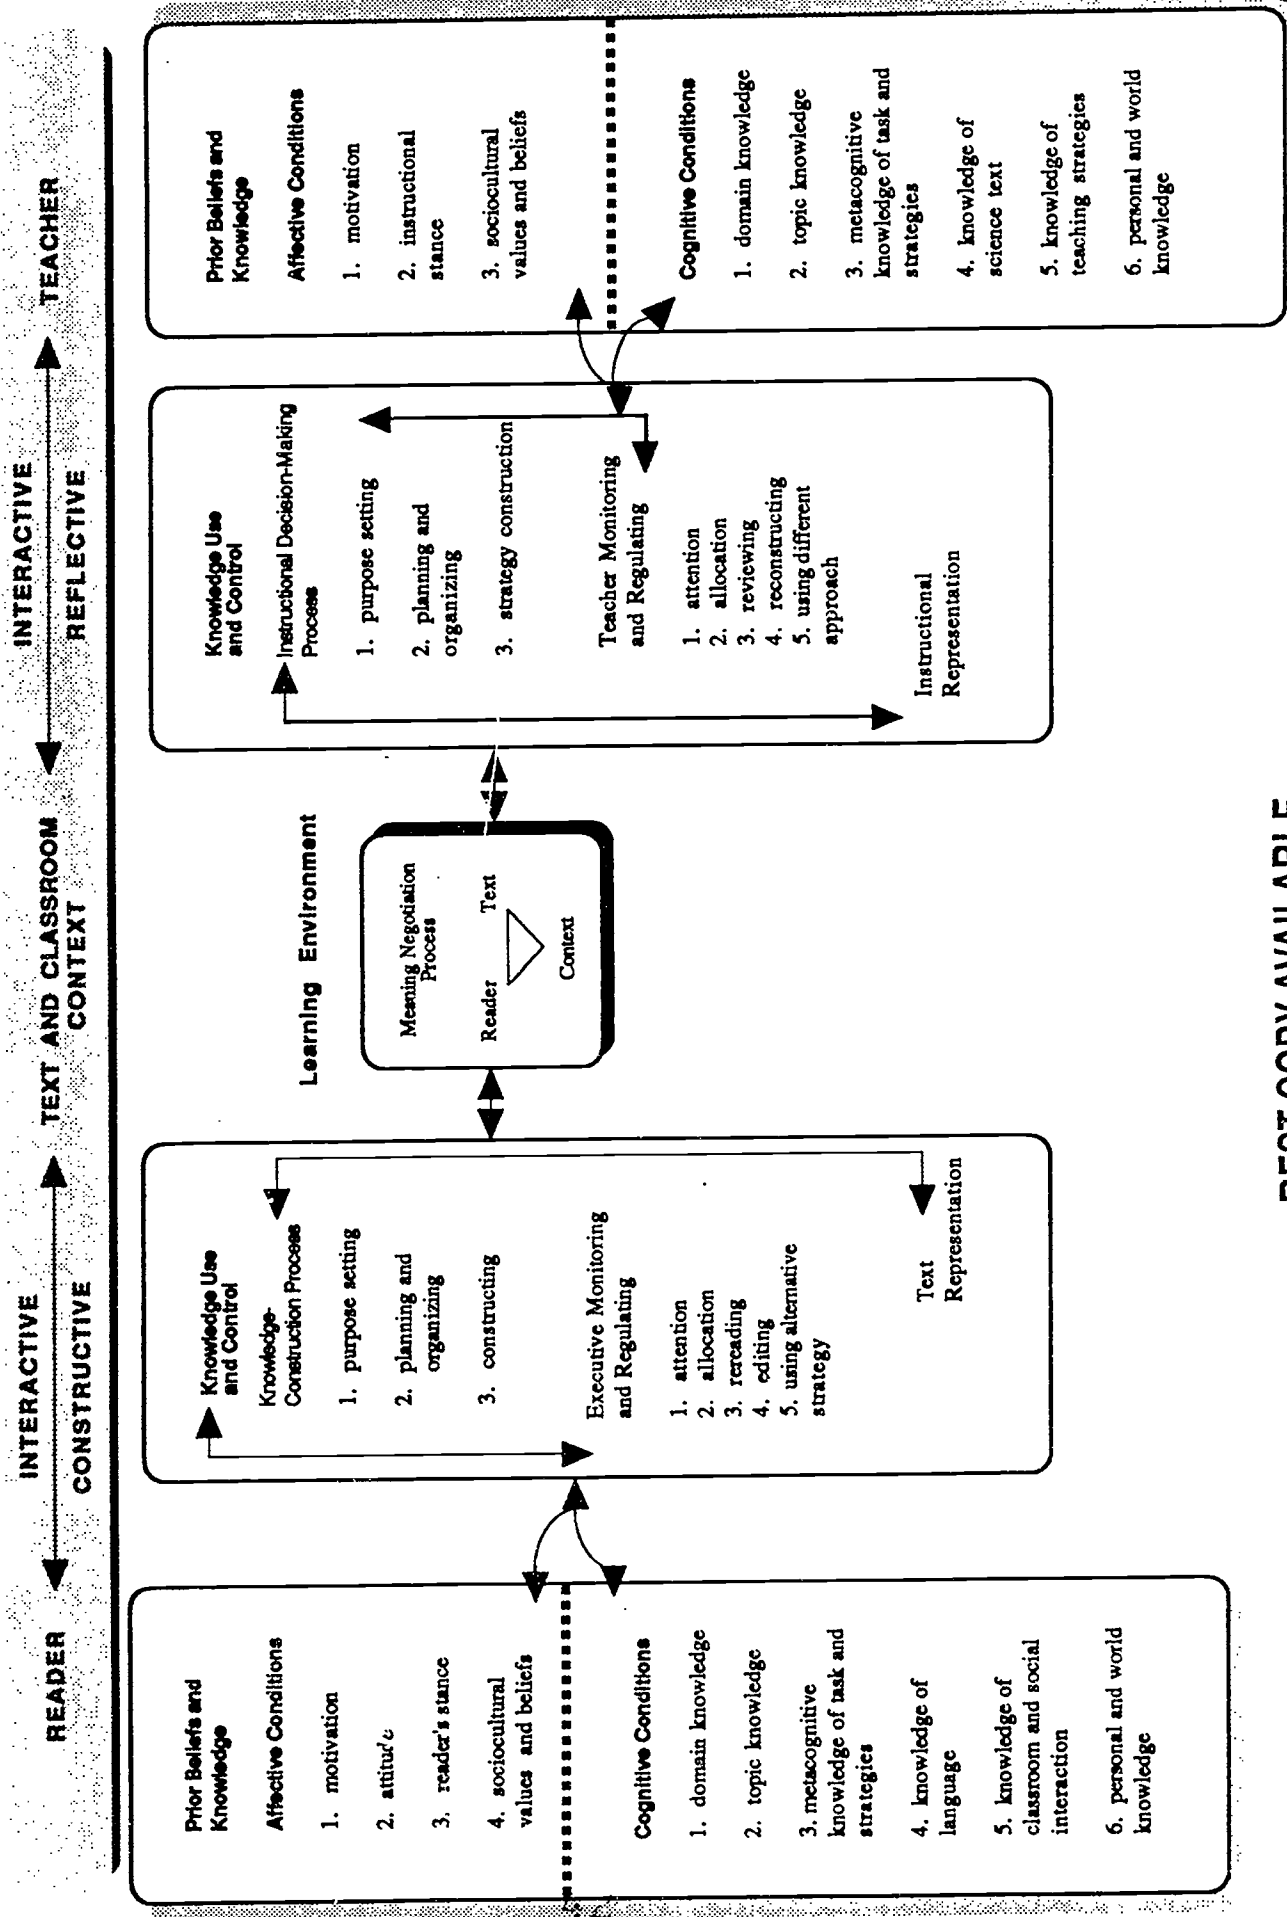 INTERACTIVE
INTERACTIVE
READER
TEXT AND CLASSROOM
CONTEXT
TEACHER
CONSTRUCTIVE
REFLECTIVE
Prior Beliefs and
Knowledge
Affective Conditions
1. motivation
2.
3. reader's stance
4. sociocultural
values and beliefs
Cognitive Conditions
1. domain knowledge
2. topic knowledge
3. metacognitive
knowledge of task and
strategies
4. knowledge of
language
5. knowledge of
classroom and social
interaction
6. personal and world
knowledge
Knowledge Use
and Control
Knowledge-
Construction Process
1. purpose setting
2. planning and
organizing
3. constructing
Executive Monitoring
and Regulating
1. attention
2. allocation
3. rereading
4. editing
5. using alternative
strategy
Text
Representation
Learning Environment
Meaning Negotiation
Process
Reader Text
Context
Knowledge Use
and Control
Instructional Decision-Making
Process
1. purpose setting
2. planning and
organizing
3. strategy construction
Teacher Monitoring
and Regulating
1. attention
2. allocation
3. reviewing
4. reconstructing
5. using different
approach
Instructional
Representation
Prior Beliefs and
Knowledge
Affective Conditions
1. motivation
2. instructional
stance
3. sociocultural
values and beliefs
Cognitive Conditions
1. domain knowledge
2. topic knowledge
3. metacognitive
knowledge of task and
strategies
4. knowledge of
science text
5. knowledge of
teaching strategies
6. personal and world
knowledge
BEST COPY AVAILABLE